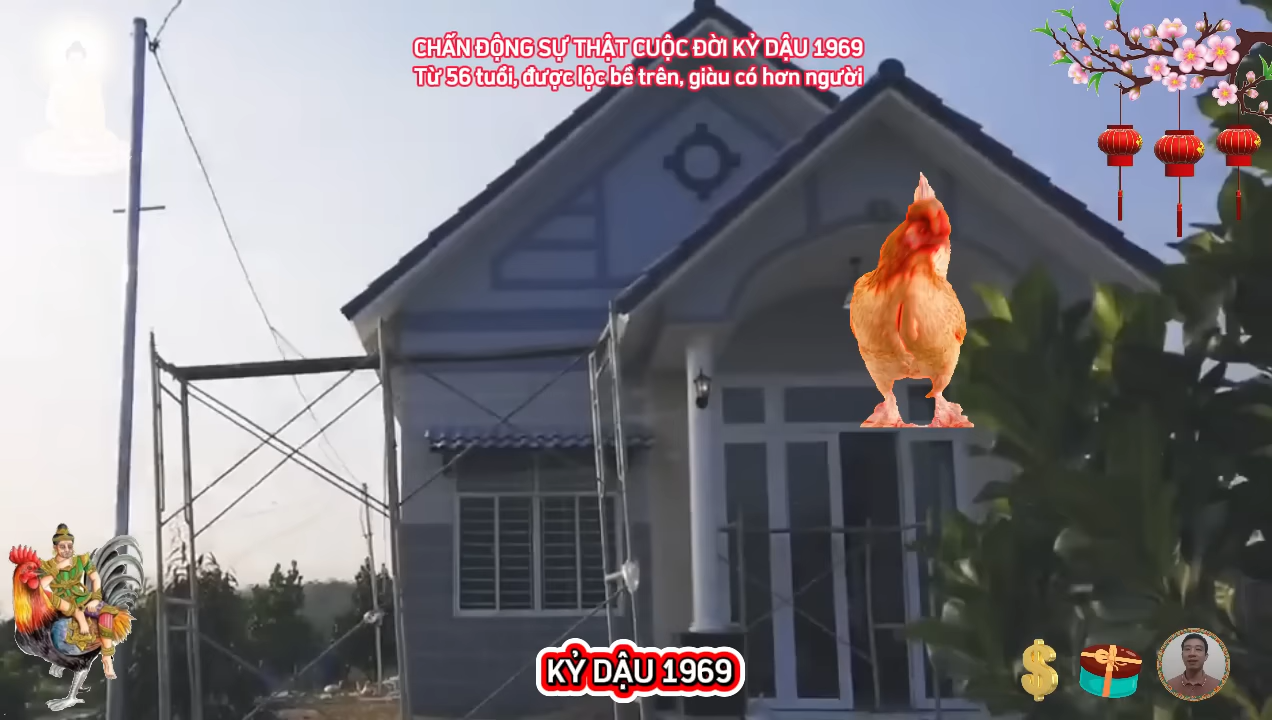 CHẤN ĐỘNG SỰ THẬT CUỘC ĐỜI KỶ DẬU 1969
Từ 56 tuổi, được lộc bề trên, giàu có hơn người
KỶ DẬU 1969